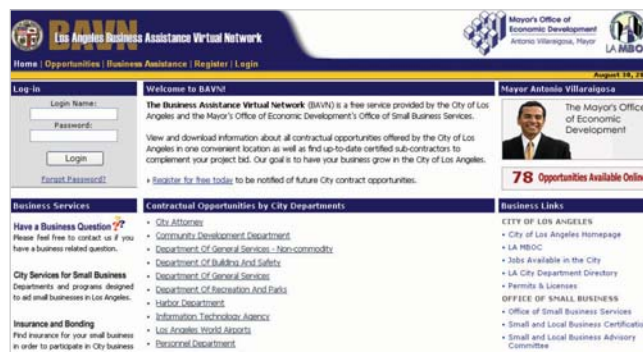 BAVN
Los Angeles Business Assistance Virtual Network
Mayor's Office of
Economic Development
Antonio Villaraigosa, Mayor
LA MBOC
Home | Opportunities | Business Assistance | Register | Login
August 30, 20
Log-in
Login Name:
Password:
Login
Forgot Password?
Welcome to BAVN!
The Business Assistance Virtual Network (BAVN) is a free service provided by the City of Los
Angeles and the Mayor's Office of Economic Development's Office of Small Business Services.
View and download information about all contractual opportunities offered by the City of Los
Angeles in one convenient location as well as find up-to-date certified sub-contractors to
complement your project bid. Our goal is to have your business grow in the City of Los Angeles.
Register for free today to be notified of future City contract opportunities.
Mayor Antonio Villaraigosa
The Mayor's Office
of Economic
Development
78 Opportunities Available Online
Business Services
Have a Business Question ??
Please feel free to contact us if you
have a business related question.
City Services for Small Business
Departments and programs designed
to aid small businesses in Los Angeles.
Insurance and Bonding
Find insurance for your small business
in order to participate in City business
Contractual Opportunities by City Departments
• City Attorney
• Community Development Department
• Department Of General Services - Non-commodity
• Department Of Building And Safety
• Department Of General Services
• Department Of Recreation And Parks
• Harbor Department
• Information Technology Agency
• Los Angeles World Airports
• Personnel Department
Business Links
CITY OF LOS ANGELES
• City of Los Angeles Homepage
• LA MBOC
• Jobs Available in the City
• LA City Department Directory
• Permits & Licenses
OFFICE OF SMALL BUSINESS
• Office of Small Business Services
• Small and Local Business Certification
• Small and Local Business Advisory
Committee